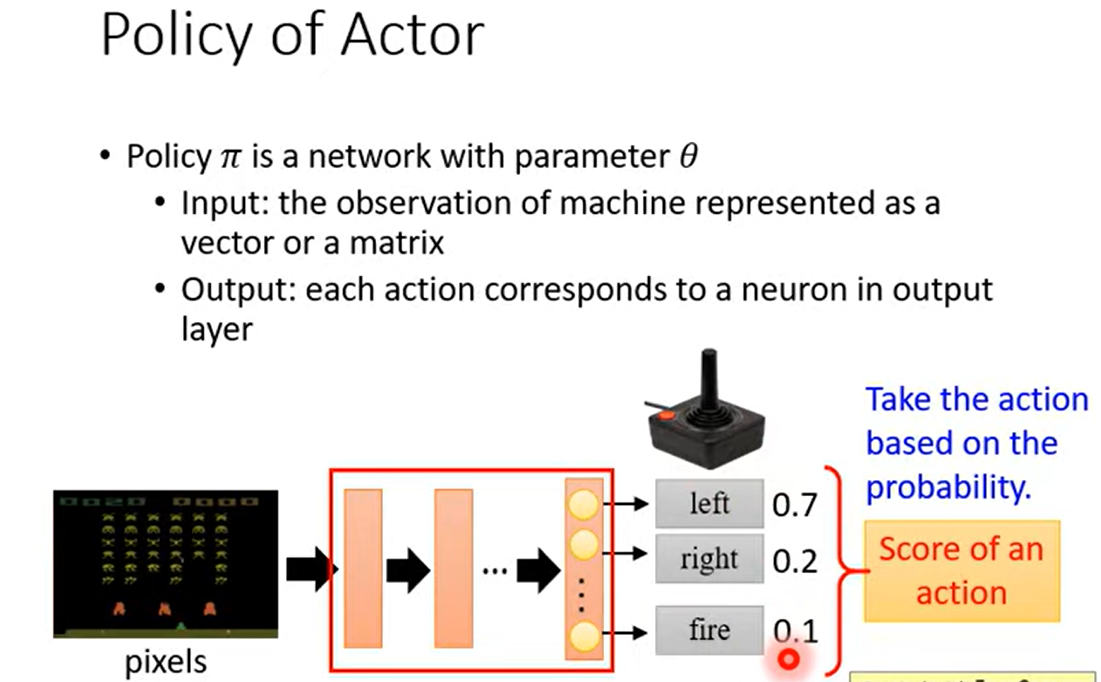 Policy of Actor
• Policy π is a network with parameter θ
• Input: the observation of machine represented as a
vector or a matrix
• Output: each action corresponds to a neuron in output
layer
Take the action
based on the
probability.
left 0.7
right 0.2
fire 0.1
...
Score of an
action
pixels